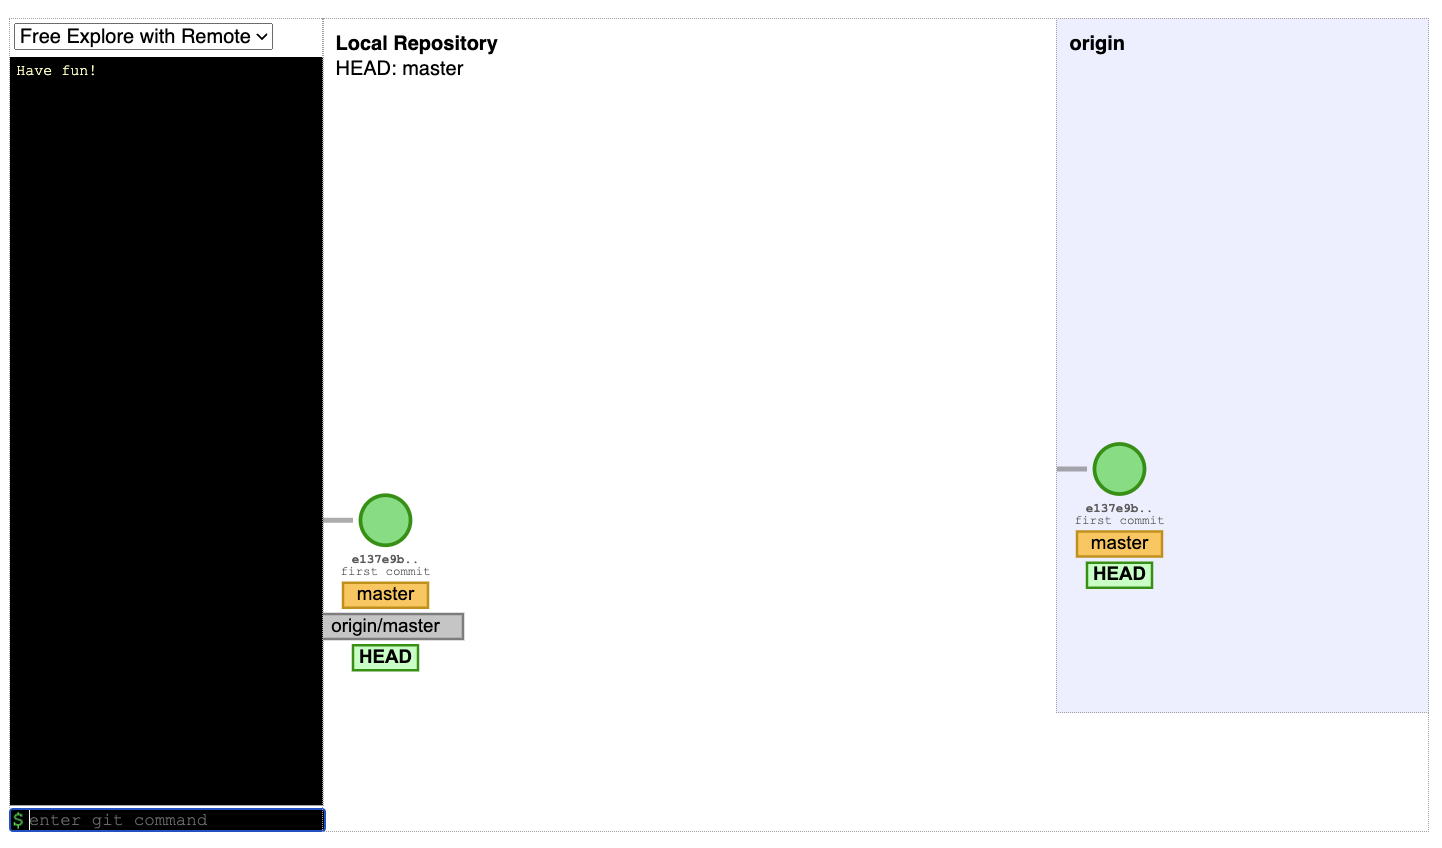 Free Explore with Remote
Have fun!
$ enter git command
Local Repository
HEAD: master
e137e9b..
first commit
master
origin/master
HEAD
origin
e137e9b..
first commit
master
HEAD